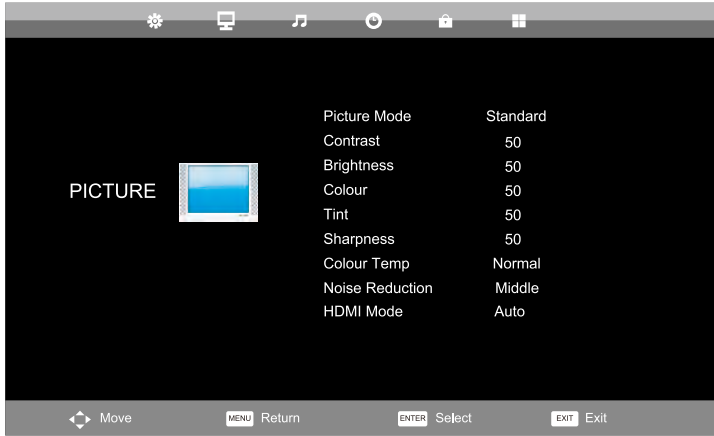 PICTURE
Picture Mode Standard
Contrast 50
Brightness 50
Colour 50
Tint 50
Sharpness 50
Colour Temp Normal
Noise Reduction Middle
HDMI Mode Auto
Move MENU Return ENTER Select EXIT Exit